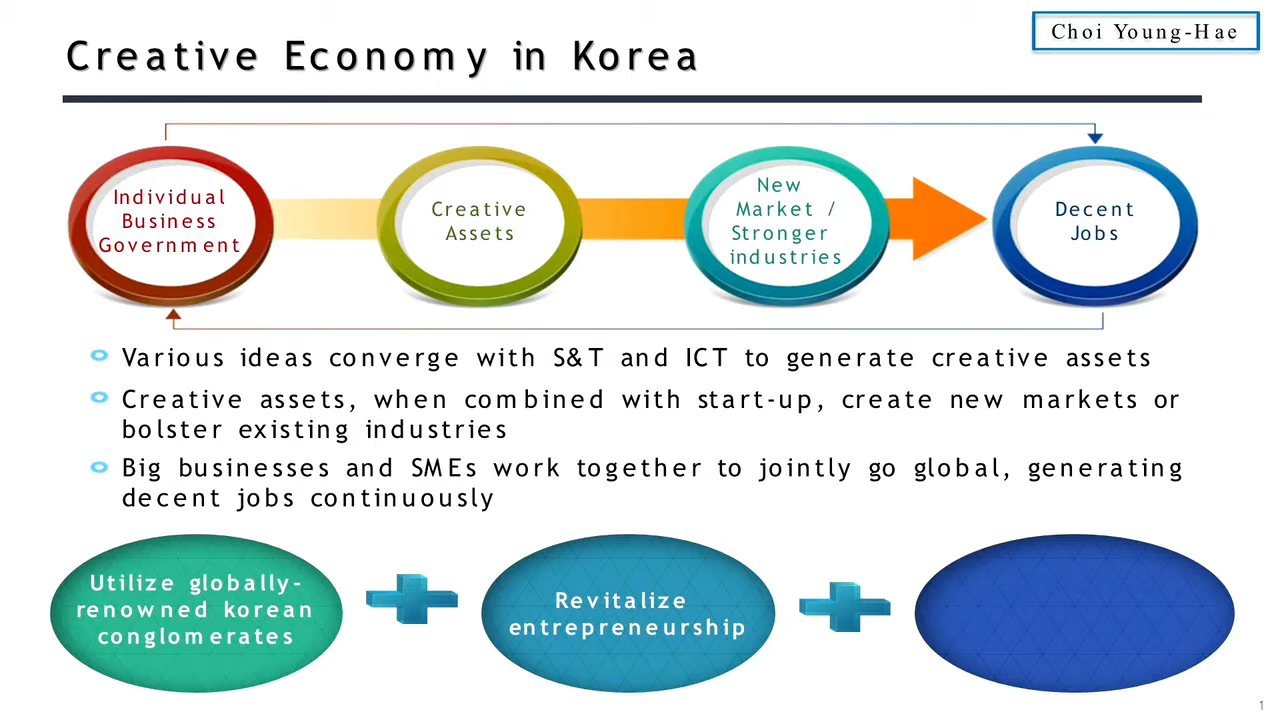 Choi Young-Hae
Creative Economy in Korea
Individual
Business
Government
Creative
Assets
New
Market /
Stronger
industries
Decent
Jobs
Various ideas converge with S&T and ICT to generate creative assets
Creative assets, when combined with start-up, create new markets or
bolster existing industries
Big businesses and SMEs work together to jointly go global, generating
decent jobs continuously
Utilize globally-
renowned korean
conglomerates
Revitalize
entrepreneurship
1